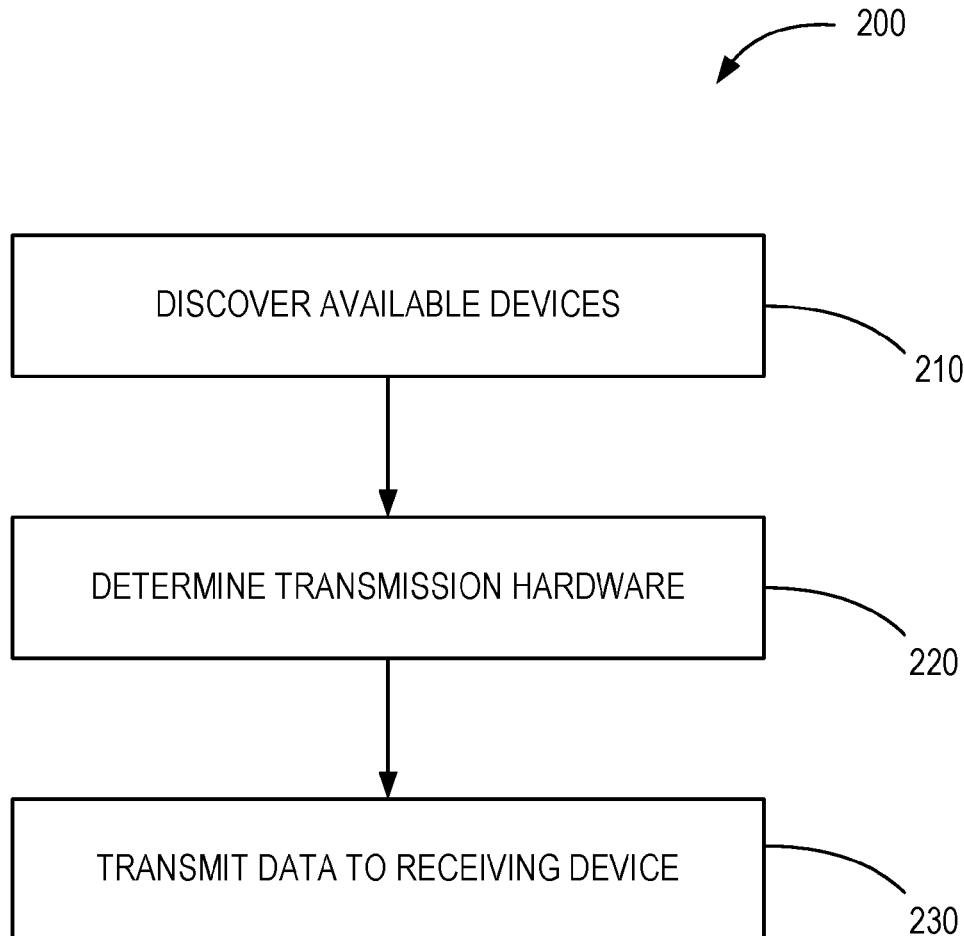 200
DISCOVER AVAILABLE DEVICES
210
DETERMINE TRANSMISSION HARDWARE
220
TRANSMIT DATA TO RECEIVING DEVICE
230